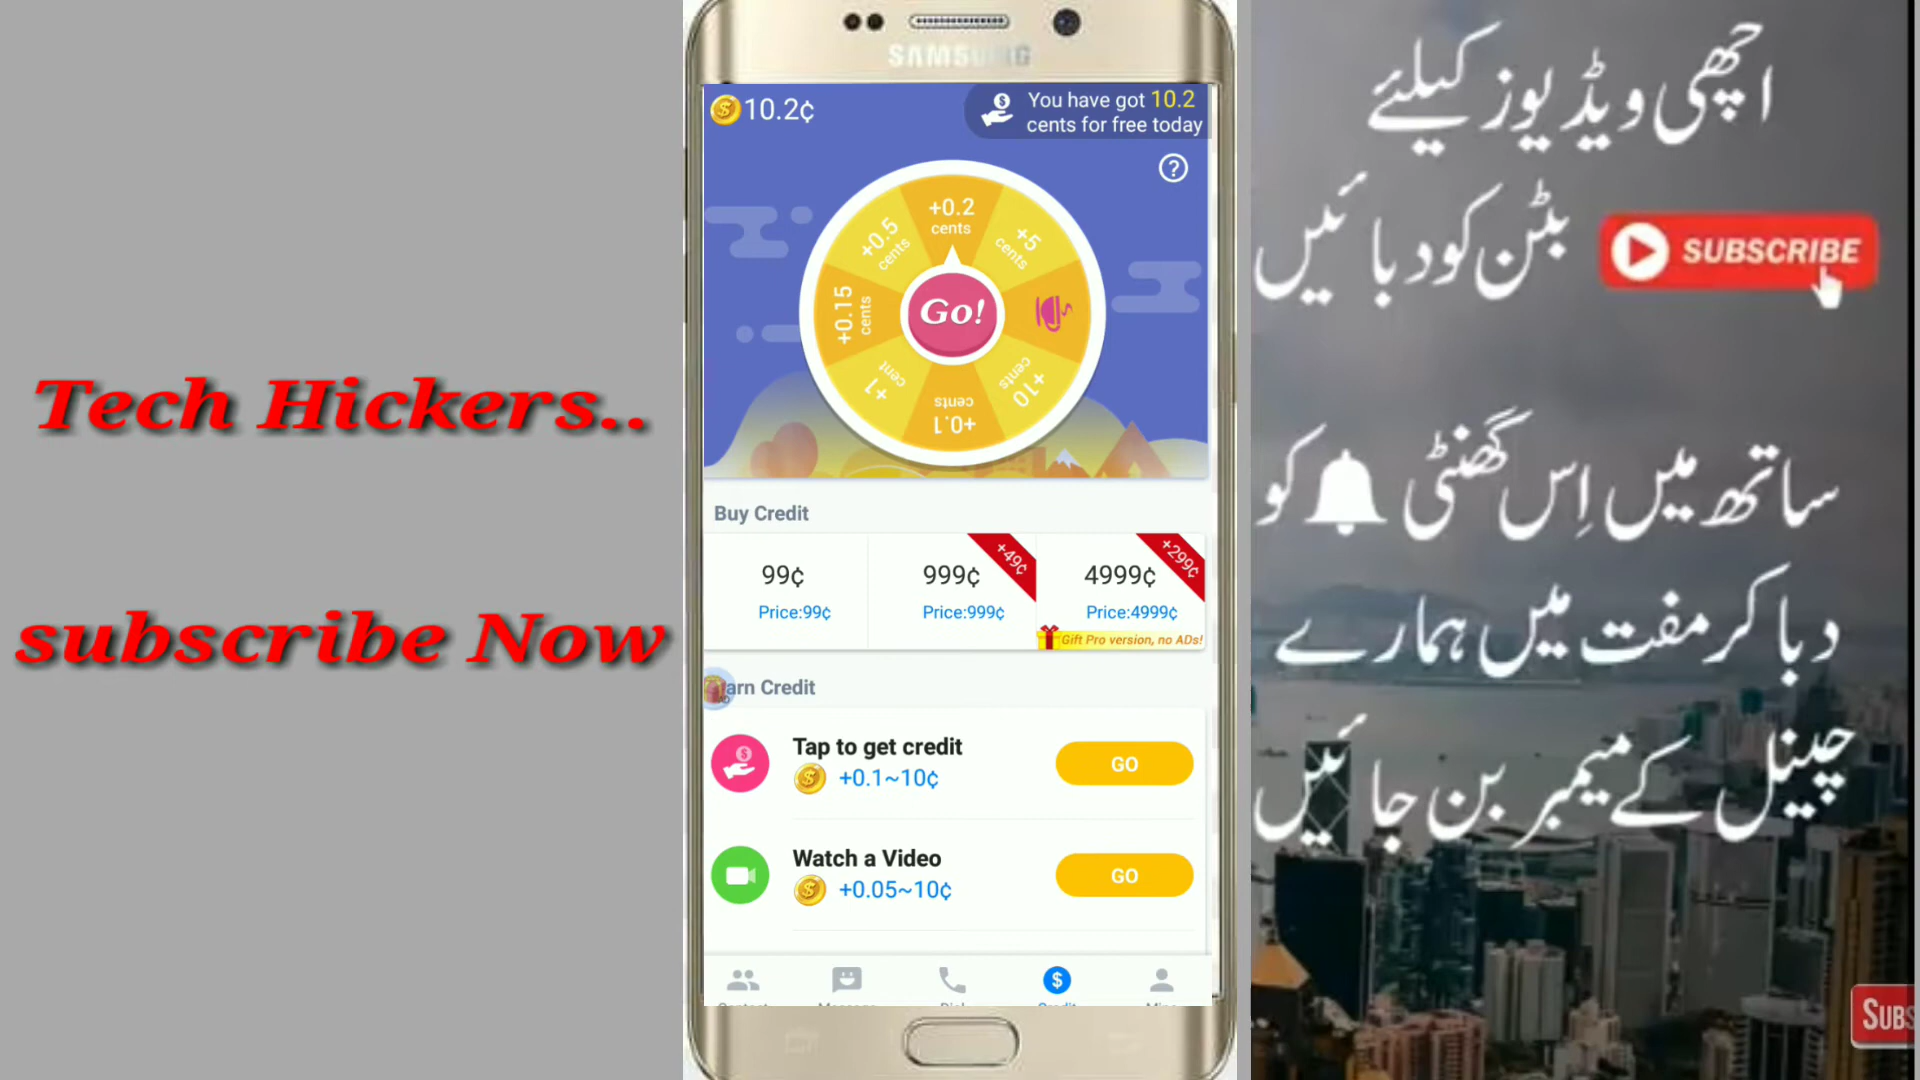 Tech Hickers..
subscribe Now
SAMSUNG
10.2¢
You have got 10.2
cents for free today
?
+0.2
cents
+5
cents
+10
cents
+0.1
cents
+1
cent
+0.15
cents
+0.5
cents
Go!
Buy Credit
99¢
Price:99¢
+49¢
999¢
Price:999¢
+299¢
4999¢
Price:4999¢
Gift Pro version, no ADs!
arn Credit
Tap to get credit
+0.1~10¢
GO
Watch a Video
+0.05~10¢
GO
اچھی ویڈیوز کیلئے
بٹن کو دبائیں
SUBSCRIBE
ساتھ میں اِس گھنٹی کو
دبا کر مفت میں ہمارے
چینل کے میمبر بن جائیں
SUBS